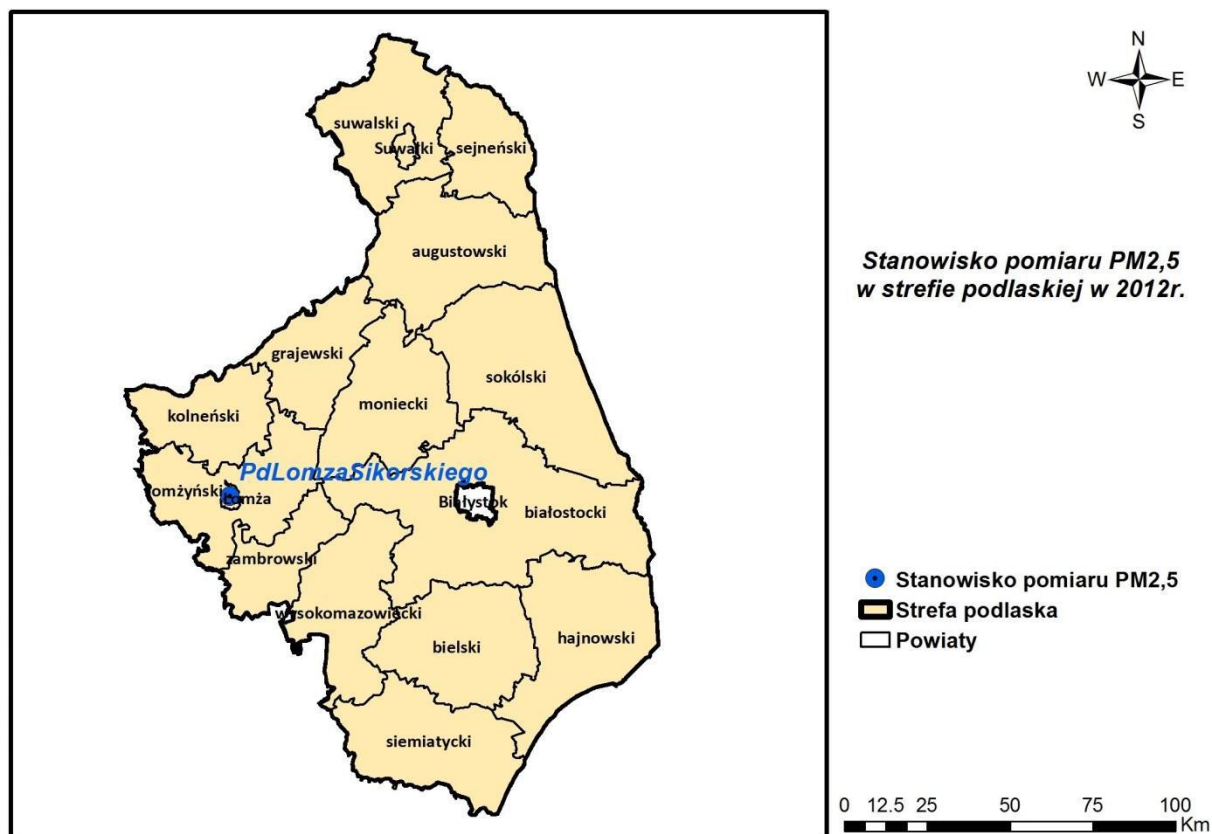 N
W E
S
suwalski
Suwałki
sejneński
augustowski
Stanowisko pomiaru PM2,5
w strefie podlaskiej w 2012r.
grajewski
sokólski
kolneński
moniecki
PdLomzaSikorskiego
omżyński
Łomża
Białystok
białostocki
zambrowski
wysokomazowiecki
bielski
hajnowski
siemiatycki
Stanowisko pomiaru PM2,5
Strefa podlaska
Powiaty
0 12.5 25 50 75 100
Km